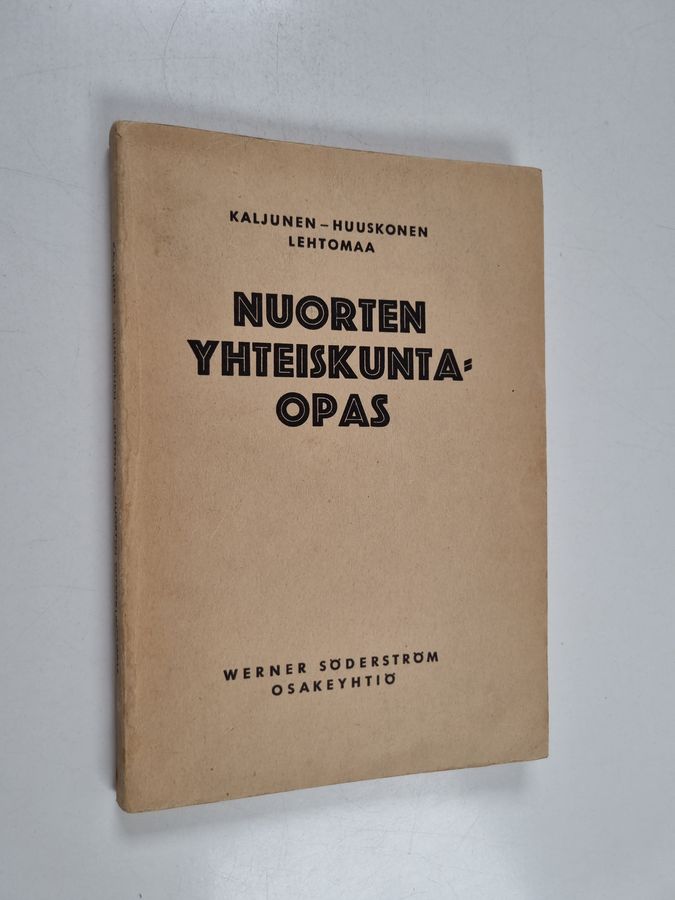 KALJUNEN – HUUSKONEN
LEHTOMAA
NUORTEN
YHTEISKUNTA=
OPAS
WERNER SÖDERSTRÖM
OSAKEYHTIÖ